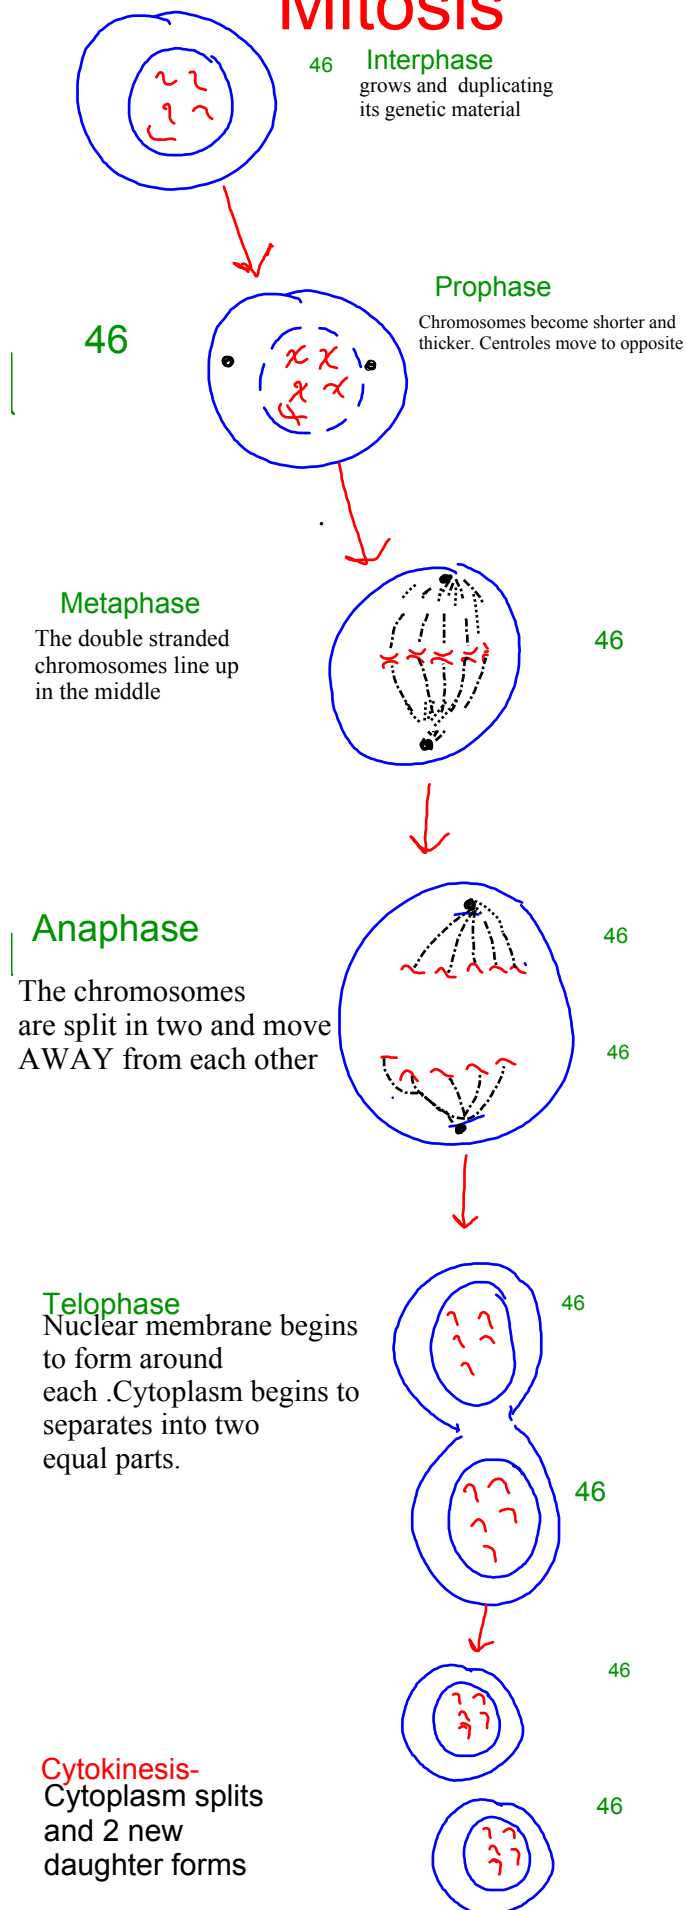 Mitosis
46 Interphase
grows and duplicating
its genetic material
Prophase
46
Chromosomes become shorter and
thicker. Centroles move to opposite
Metaphase
The double stranded
chromosomes line up
in the middle
46
Anaphase
46
The chromosomes
are split in two and move
AWAY from each other
46
Telophase
46
Nuclear membrane begins
to form around
each .Cytoplasm begins to
separates into two
equal parts.
46
46
Cytokinesis-
Cytoplasm splits
and 2 new
daughter forms
46